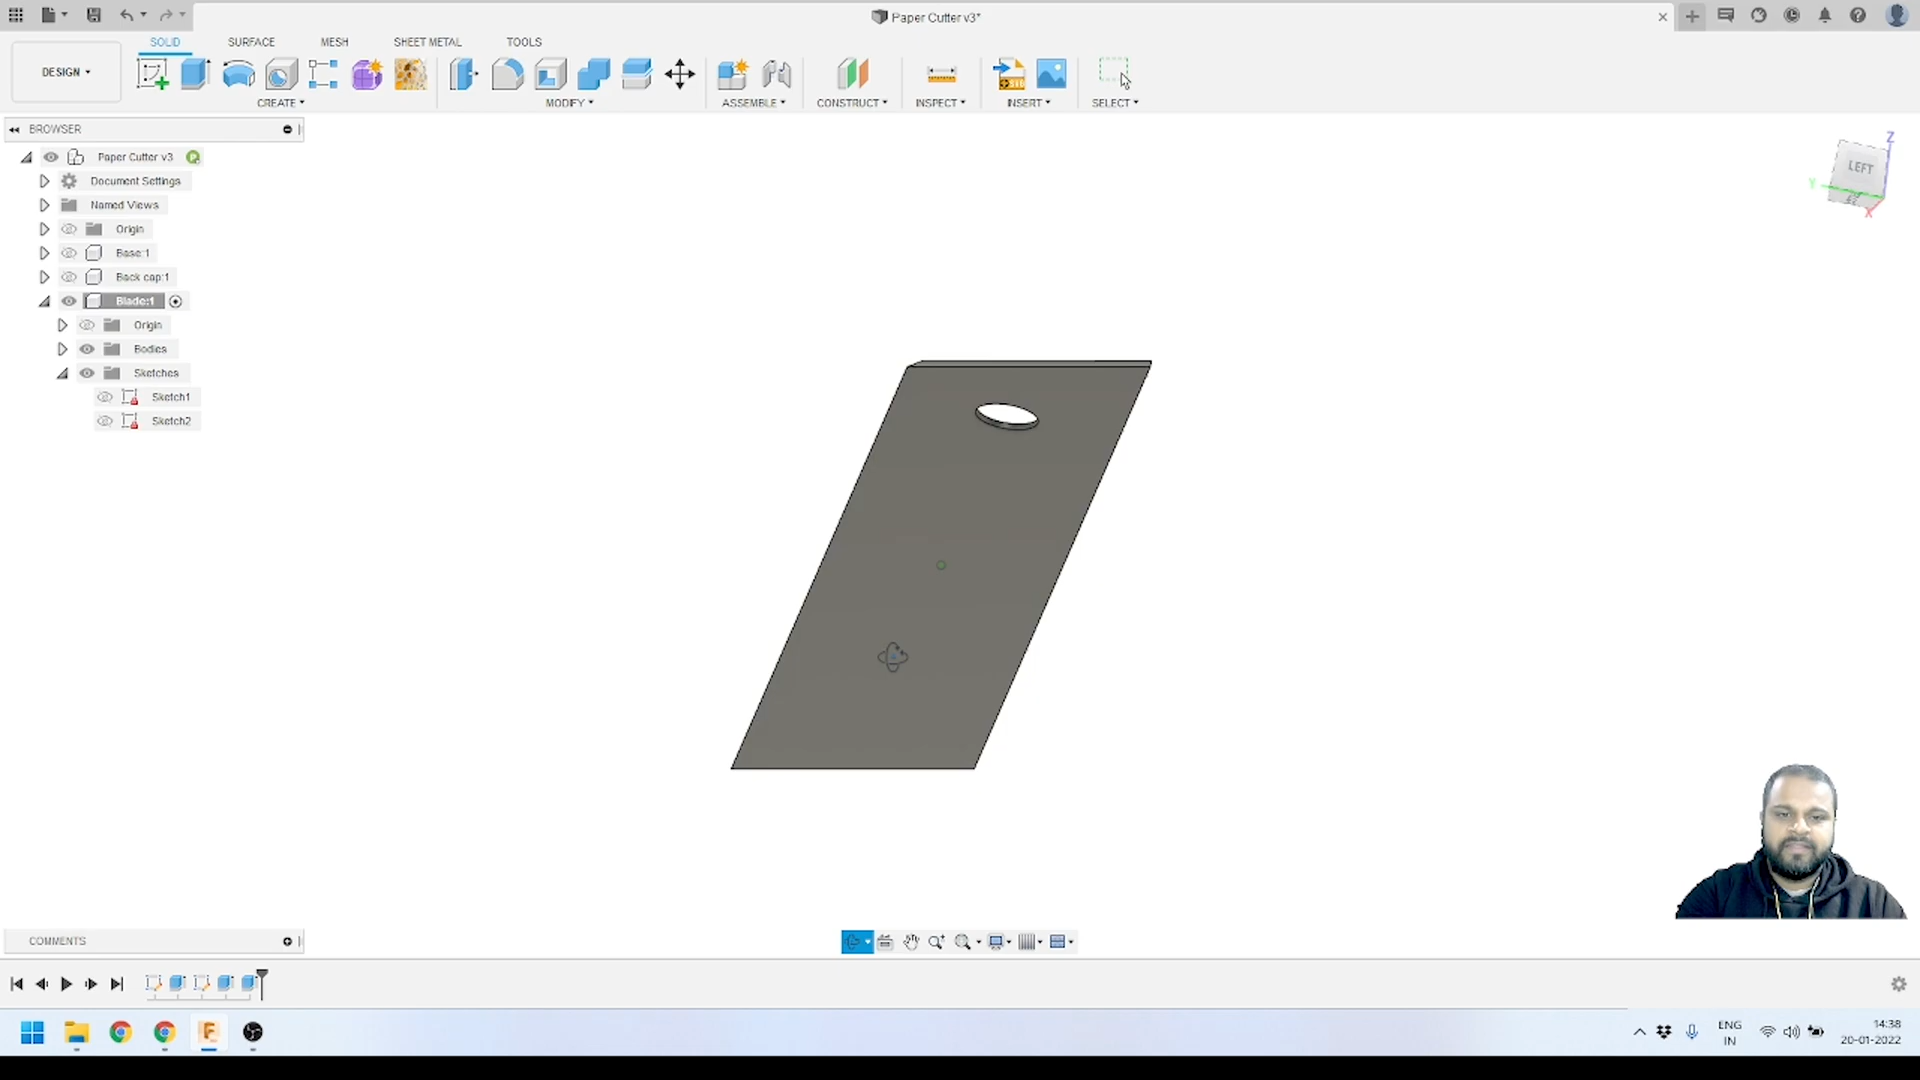 Paper Cutter v3*
SOLID
SURFACE
MESH
SHEET METAL
TOOLS
DESIGN
CREATE
MODIFY
ASSEMBLE
CONSTRUCT
INSPECT
INSERT
SELECT
BROWSER
Paper Cutter v3
Document Settings
Named Views
Origin
Base:1
Back cap:1
Blade:1
Origin
Bodies
Sketches
Sketch1
Sketch2
Z
LEFT
Y
X
COMMENTS
ENG
IN
14:38
20-01-2022